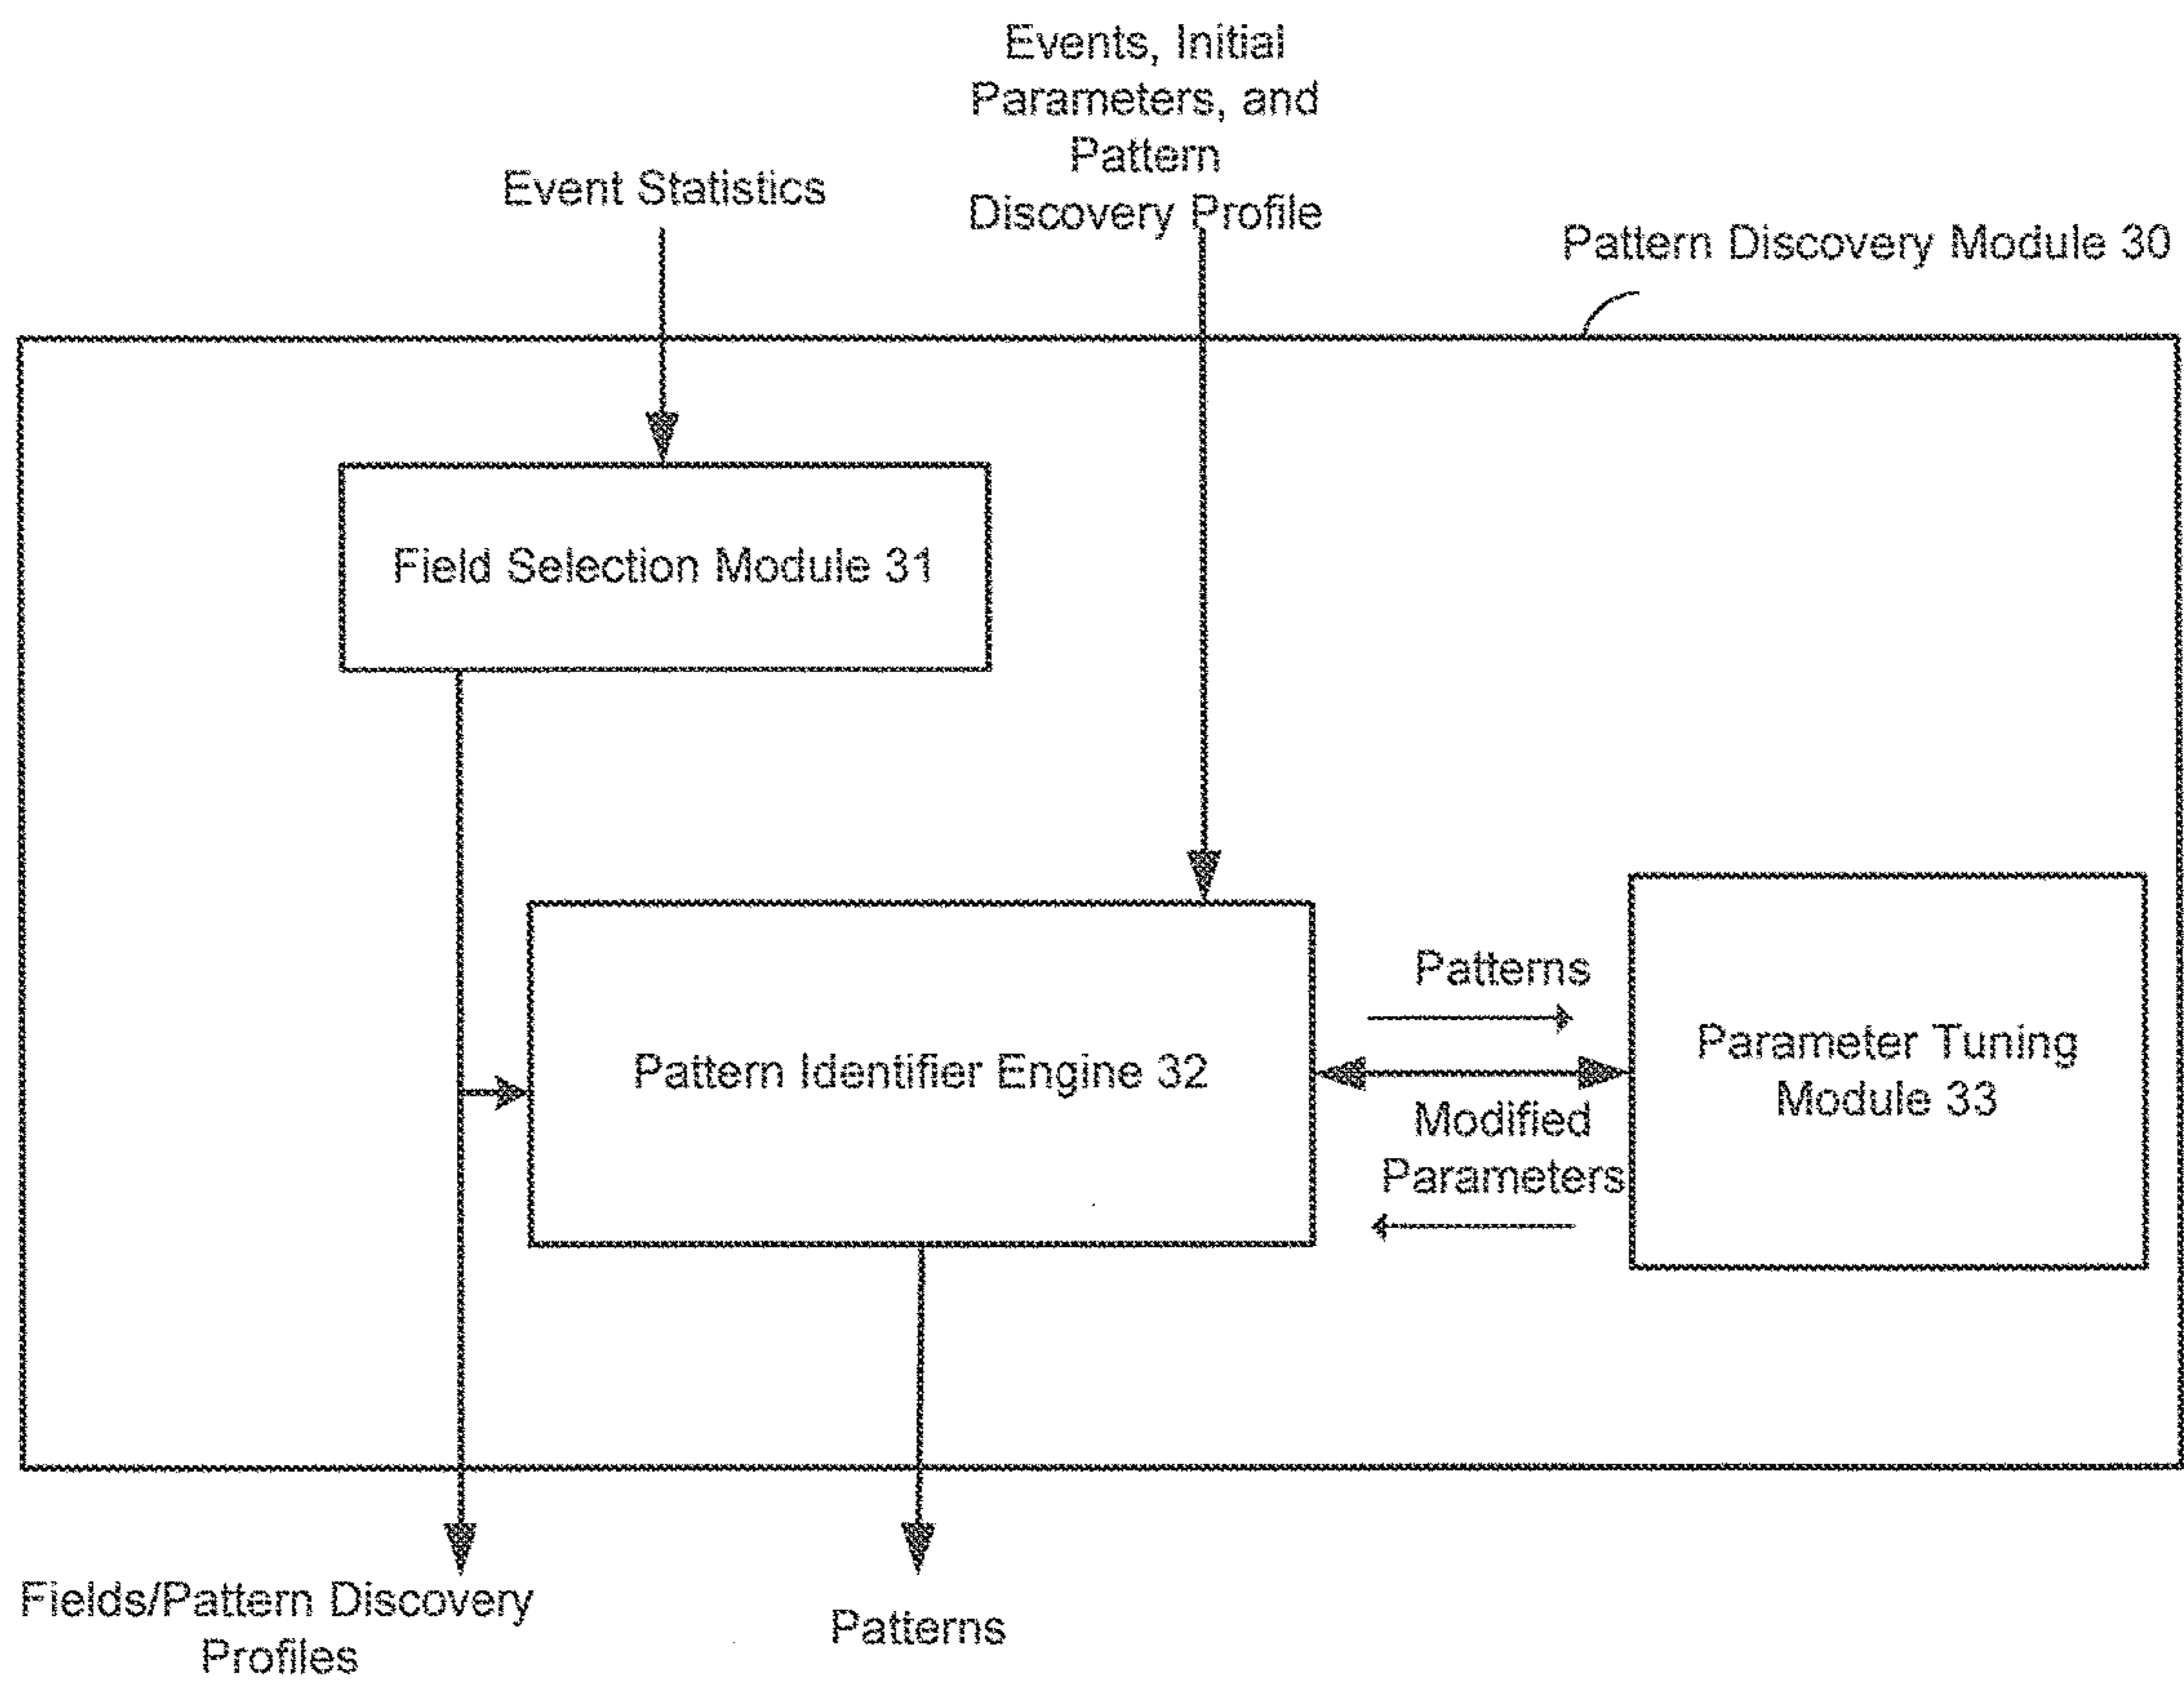 Events, Initial
Parameters, and
Pattern
Discovery Profile
Event Statistics
Pattern Discovery Module 30
Field Selection Module 31
Pattern Identifier Engine 32
Patterns
Modified
Parameters
Parameter Tuning
Module 33
Fields/Pattern Discovery
Profiles
Patterns